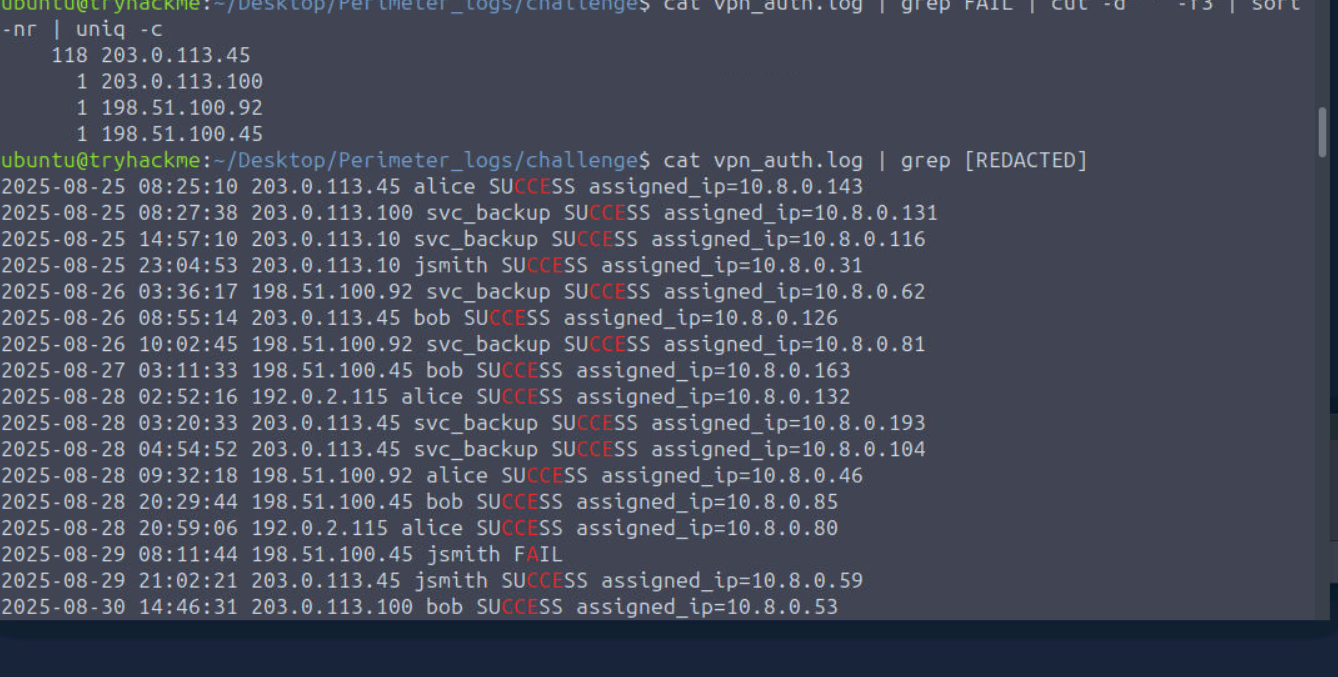 ubuntu@tryhackme:~/Desktop/Perimeter_logs/challenge$ cat vpn_auth.log | grep FAIL | cut -d ' ' -f3 | sort
-nr | uniq -c
    118 203.0.113.45
      1 203.0.113.100
      1 198.51.100.92
      1 198.51.100.45
ubuntu@tryhackme:~/Desktop/Perimeter_logs/challenge$ cat vpn_auth.log | grep [REDACTED]
2025-08-25 08:25:10 203.0.113.45 alice SUCCESS assigned_ip=10.8.0.143
2025-08-25 08:27:38 203.0.113.100 svc_backup SUCCESS assigned_ip=10.8.0.131
2025-08-25 14:57:10 203.0.113.10 svc_backup SUCCESS assigned_ip=10.8.0.116
2025-08-25 23:04:53 203.0.113.10 jsmith SUCCESS assigned_ip=10.8.0.31
2025-08-26 03:36:17 198.51.100.92 svc_backup SUCCESS assigned_ip=10.8.0.62
2025-08-26 08:55:14 203.0.113.45 bob SUCCESS assigned_ip=10.8.0.126
2025-08-26 10:02:45 198.51.100.92 svc_backup SUCCESS assigned_ip=10.8.0.81
2025-08-27 03:11:33 198.51.100.45 bob SUCCESS assigned_ip=10.8.0.163
2025-08-28 02:52:16 192.0.2.115 alice SUCCESS assigned_ip=10.8.0.132
2025-08-28 03:20:33 203.0.113.45 svc_backup SUCCESS assigned_ip=10.8.0.193
2025-08-28 04:54:52 203.0.113.45 svc_backup SUCCESS assigned_ip=10.8.0.104
2025-08-28 09:32:18 198.51.100.92 alice SUCCESS assigned_ip=10.8.0.46
2025-08-28 20:29:44 198.51.100.45 bob SUCCESS assigned_ip=10.8.0.85
2025-08-28 20:59:06 192.0.2.115 alice SUCCESS assigned_ip=10.8.0.80
2025-08-29 08:11:44 198.51.100.45 jsmith FAIL
2025-08-29 21:02:21 203.0.113.45 jsmith SUCCESS assigned_ip=10.8.0.59
2025-08-30 14:46:31 203.0.113.100 bob SUCCESS assigned_ip=10.8.0.53